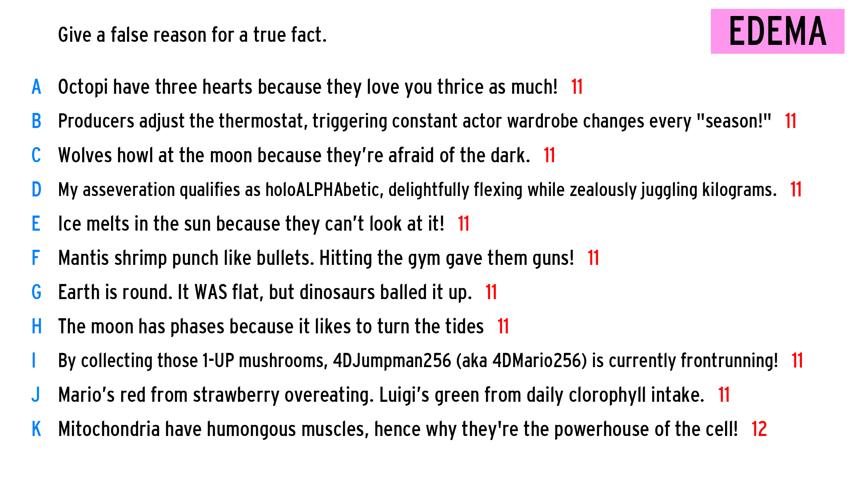 Give a false reason for a true fact.
EDEMA
A Octopi have three hearts because they love you thrice as much! 11
B Producers adjust the thermostat, triggering constant actor wardrobe changes every "season!" 11
C Wolves howl at the moon because they're afraid of the dark. 11
D My asseveration qualifies as holoALPHAbetic, delightfully flexing while zealously juggling kilograms. 11
E Ice melts in the sun because they can't look at it! 11
F Mantis shrimp punch like bullets. Hitting the gym gave them guns! 11
G Earth is round. It WAS flat, but dinosaurs balled it up. 11
H The moon has phases because it likes to turn the tides 11
I By collecting those 1-UP mushrooms, 4DJumpman256 (aka 4DMario256) is currently frontrunning! 11
J Mario's red from strawberry overeating. Luigi's green from daily clorophyll intake. 11
K Mitochondria have humongous muscles, hence why they're the powerhouse of the cell! 12